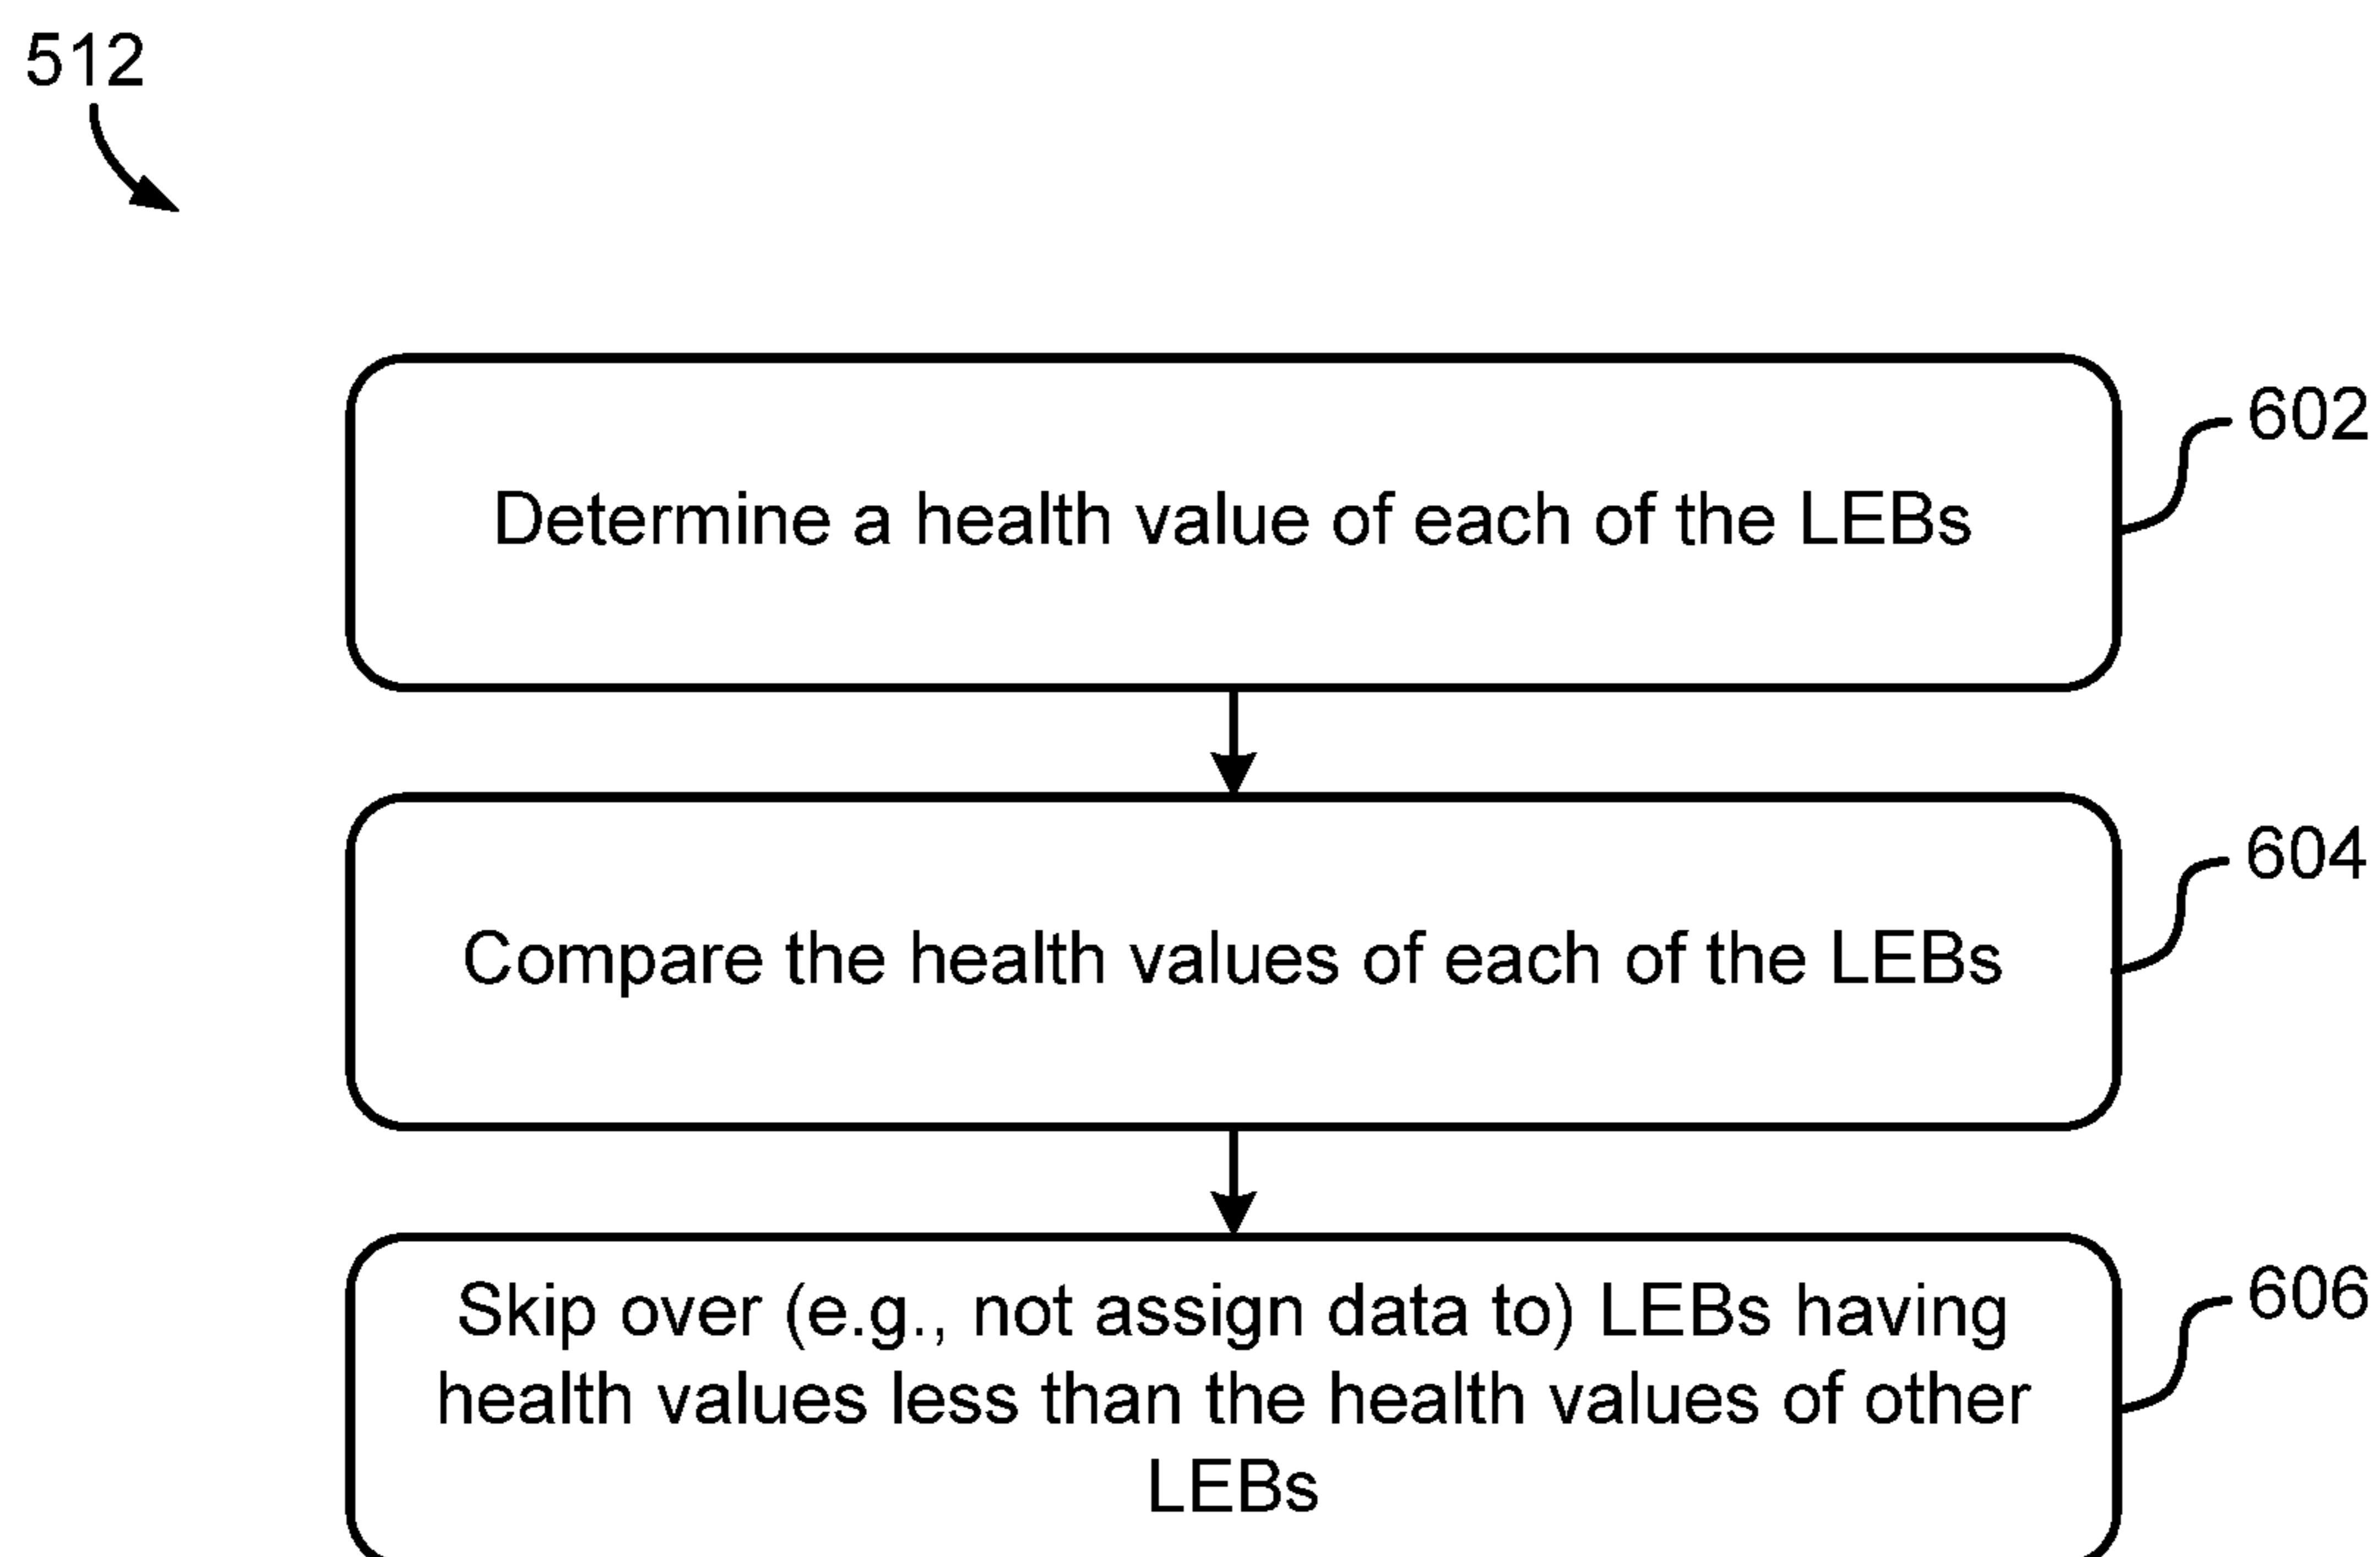 512
Determine a health value of each of the LEBs
602
Compare the health values of each of the LEBs
604
Skip over (e.g., not assign data to) LEBs having
health values less than the health values of other
LEBs
606